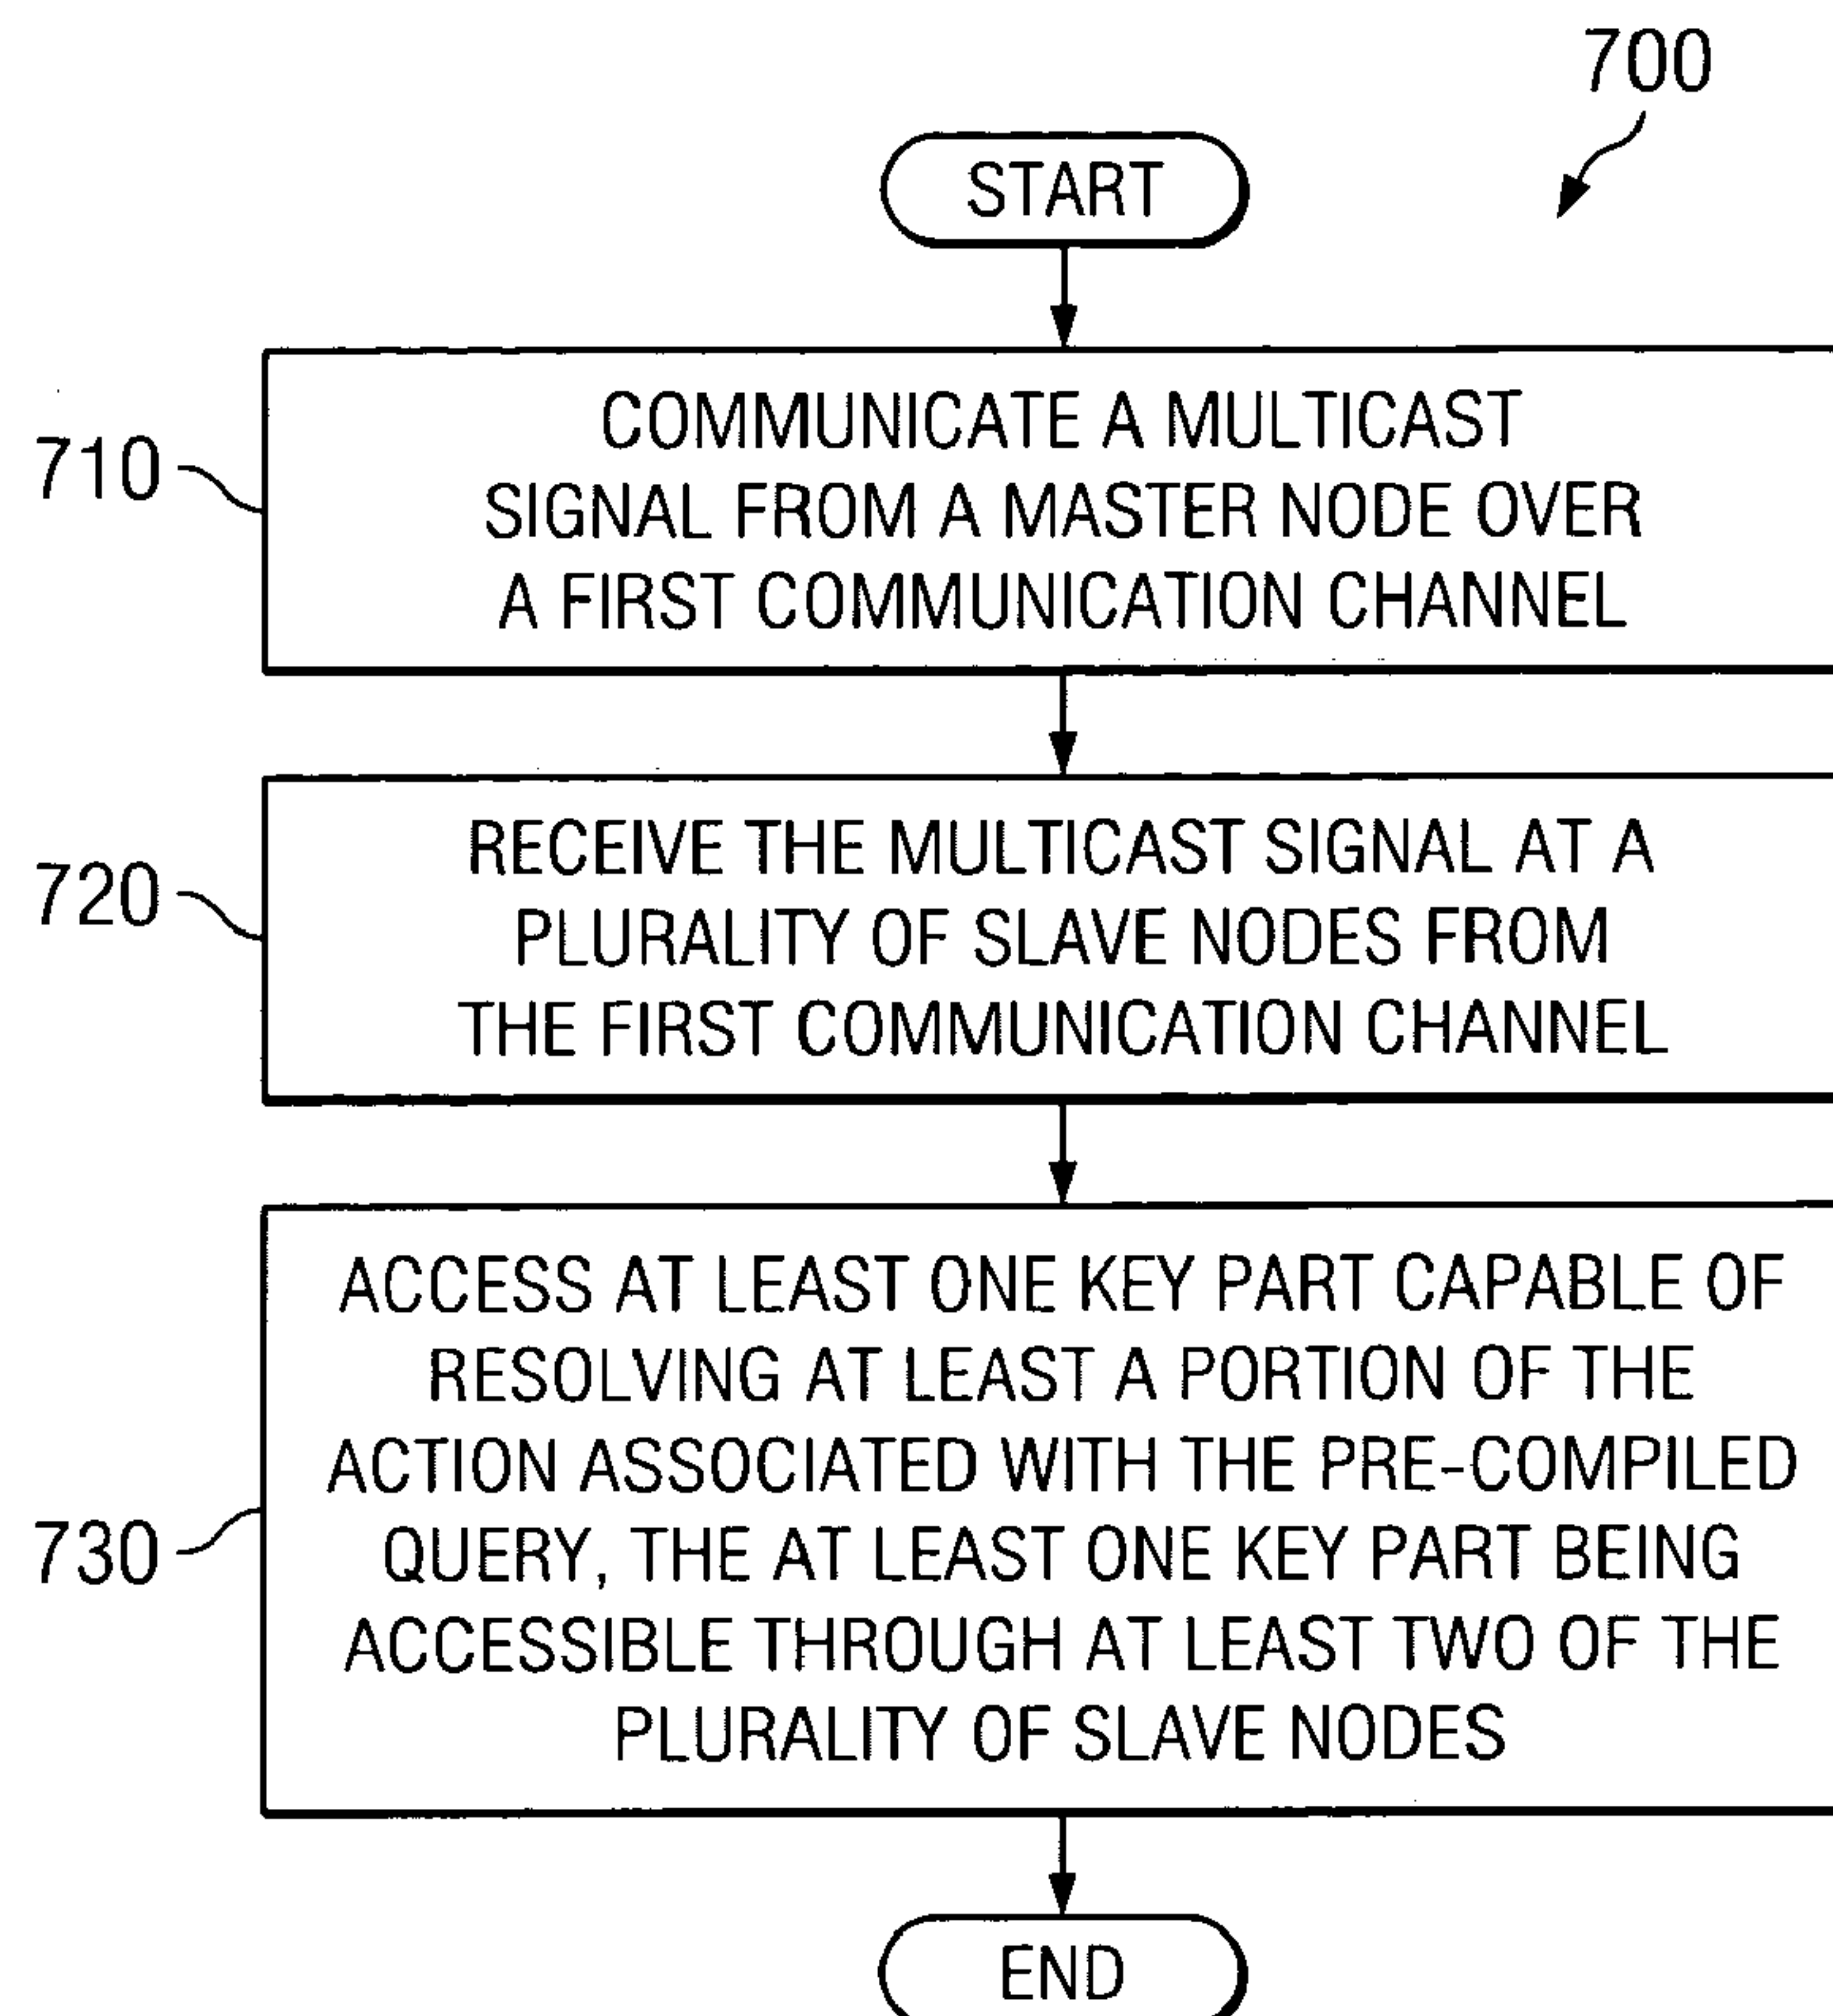 700
START
710
COMMUNICATE A MULTICAST
SIGNAL FROM A MASTER NODE OVER
A FIRST COMMUNICATION CHANNEL
720
RECEIVE THE MULTICAST SIGNAL AT A
PLURALITY OF SLAVE NODES FROM
THE FIRST COMMUNICATION CHANNEL
730
ACCESS AT LEAST ONE KEY PART CAPABLE OF
RESOLVING AT LEAST A PORTION OF THE
ACTION ASSOCIATED WITH THE PRE-COMPILED
QUERY, THE AT LEAST ONE KEY PART BEING
ACCESSIBLE THROUGH AT LEAST TWO OF THE
PLURALITY OF SLAVE NODES
END